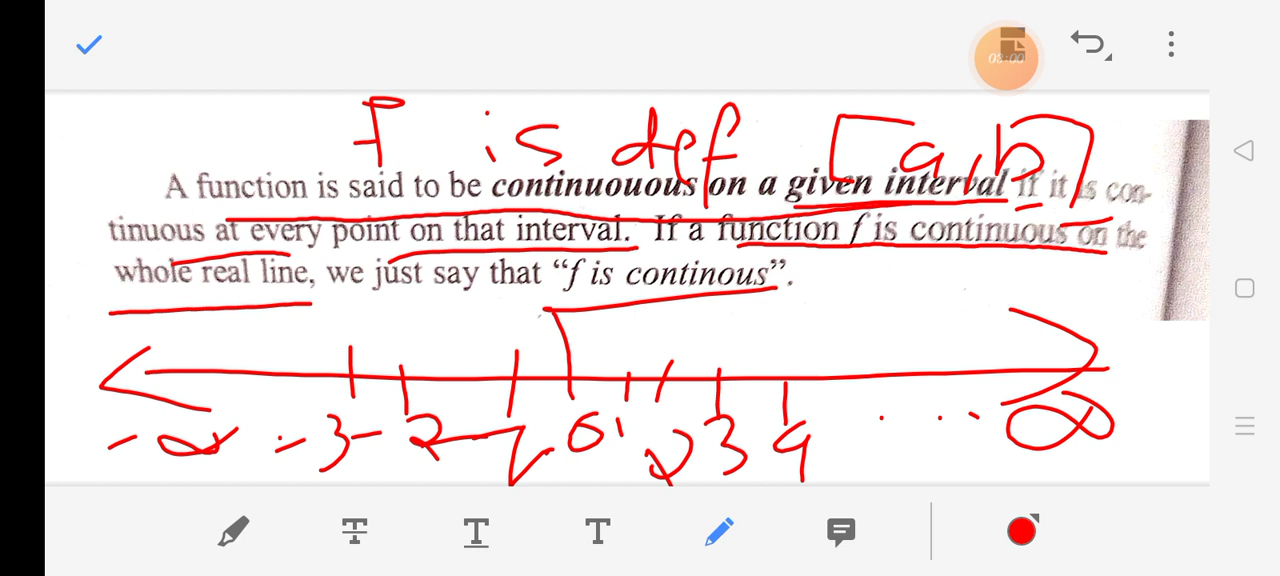 08:00
f is def [a,b]
A function is said to be continuouous on a given interval if it is con-
tinuous at every point on that interval. If a function f is continuous on the
whole real line, we just say that “f is continous”.
-∞ -3 -2 -1 0 1 2 3 4 . . . ∞
T T T